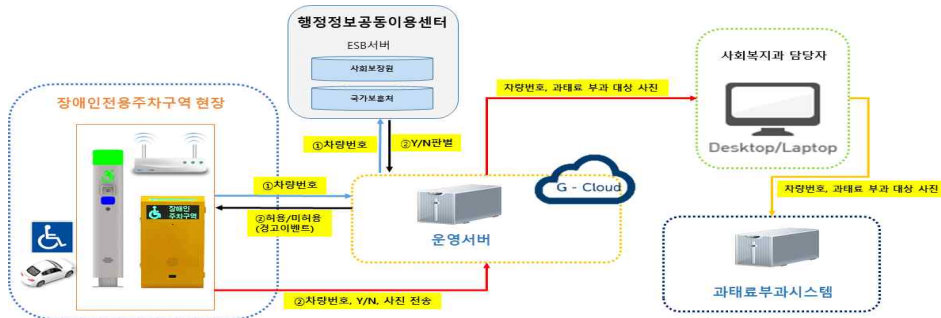 행정정보공동이용센터
ESB서버
사회보장원
국가보훈처
사회복지과 담당자
차량번호, 과태료 부과 대상 사진
장애인전용주차구역 현장
①차량번호
②Y/N판별
Desktop/Laptop
G - Cloud
①차량번호
장애인
주차구역
②허용/미허용
(경고이벤트)
운영서버
차량번호, 과태료 부과 대상 사진
②차량번호, Y/N, 사진 전송
과태료부과시스템